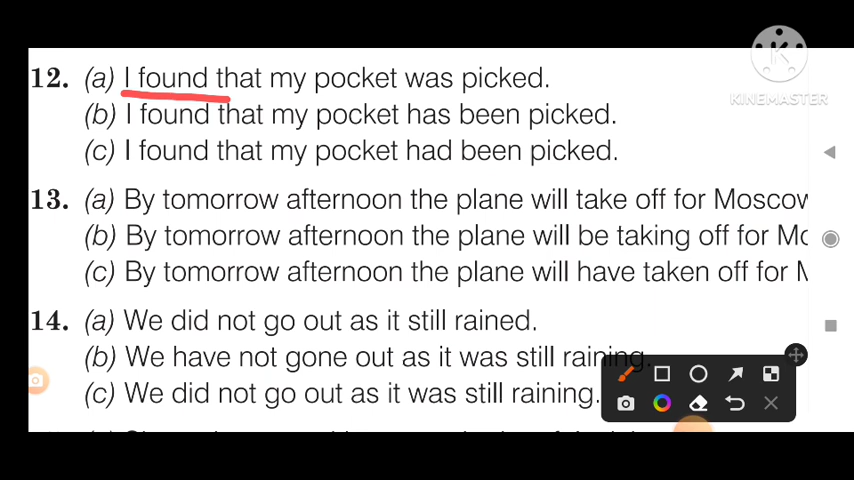 KINEMASTER
12. (a) I found that my pocket was picked.
(b) I found that my pocket has been picked.
(c) I found that my pocket had been picked.
13. (a) By tomorrow afternoon the plane will take off for Moscow
(b) By tomorrow afternoon the plane will be taking off for Mo
(c) By tomorrow afternoon the plane will have taken off for M
14. (a) We did not go out as it still rained.
(b) We have not gone out as it was still raining.
(c) We did not go out as it was still raining.